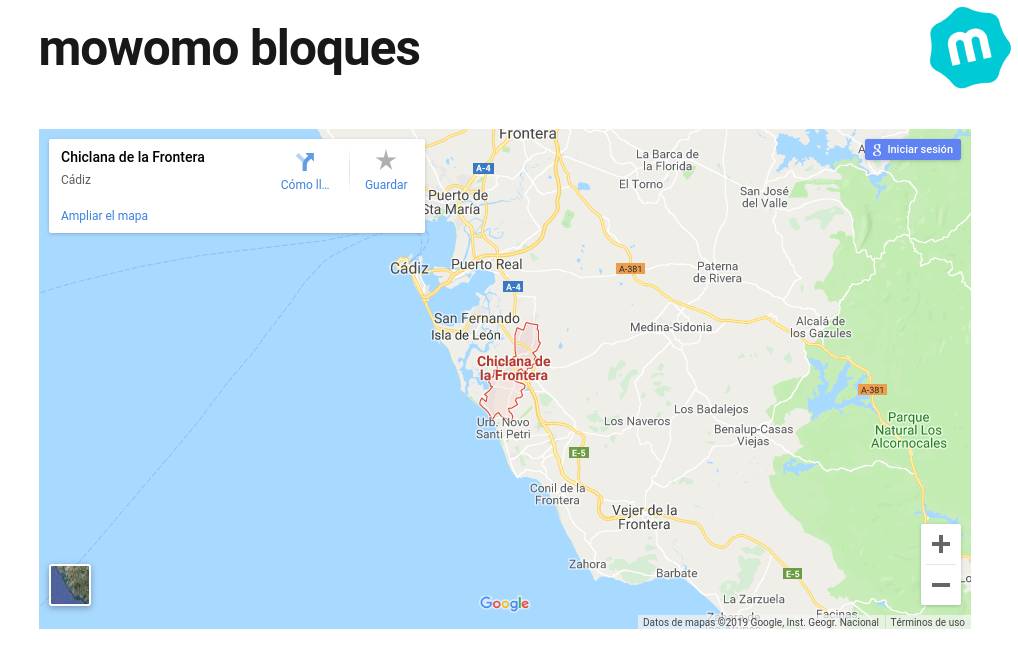 mowomo bloques
m
Frontera
Chiclana de la Frontera
Cádiz
Cómo ll...
Guardar
Ampliar el mapa
Iniciar sesión
A-4
La Barca de
la Florida
El Torno
San José
del Valle
Puerto de
Sta María
Cádiz
Puerto Real
A-381
Paterna
de Rivera
A-4
San Fernando
Isla de León
Medina-Sidonia
Alcalá de
los Gazules
Chiclana de
la Frontera
A-381
Urb. Novo
Santi Petri
Los Naveros
Los Badalejos
Benalup-Casas
Viejas
Parque
Natural Los
Alcornocales
E-5
Conil de la
Frontera
Vejer de la
Frontera
Zahora
Barbate
E-5
La Zarzuela
Facinas
Google
Datos de mapas ©2019 Google, Inst. Geogr. Nacional
Términos de uso